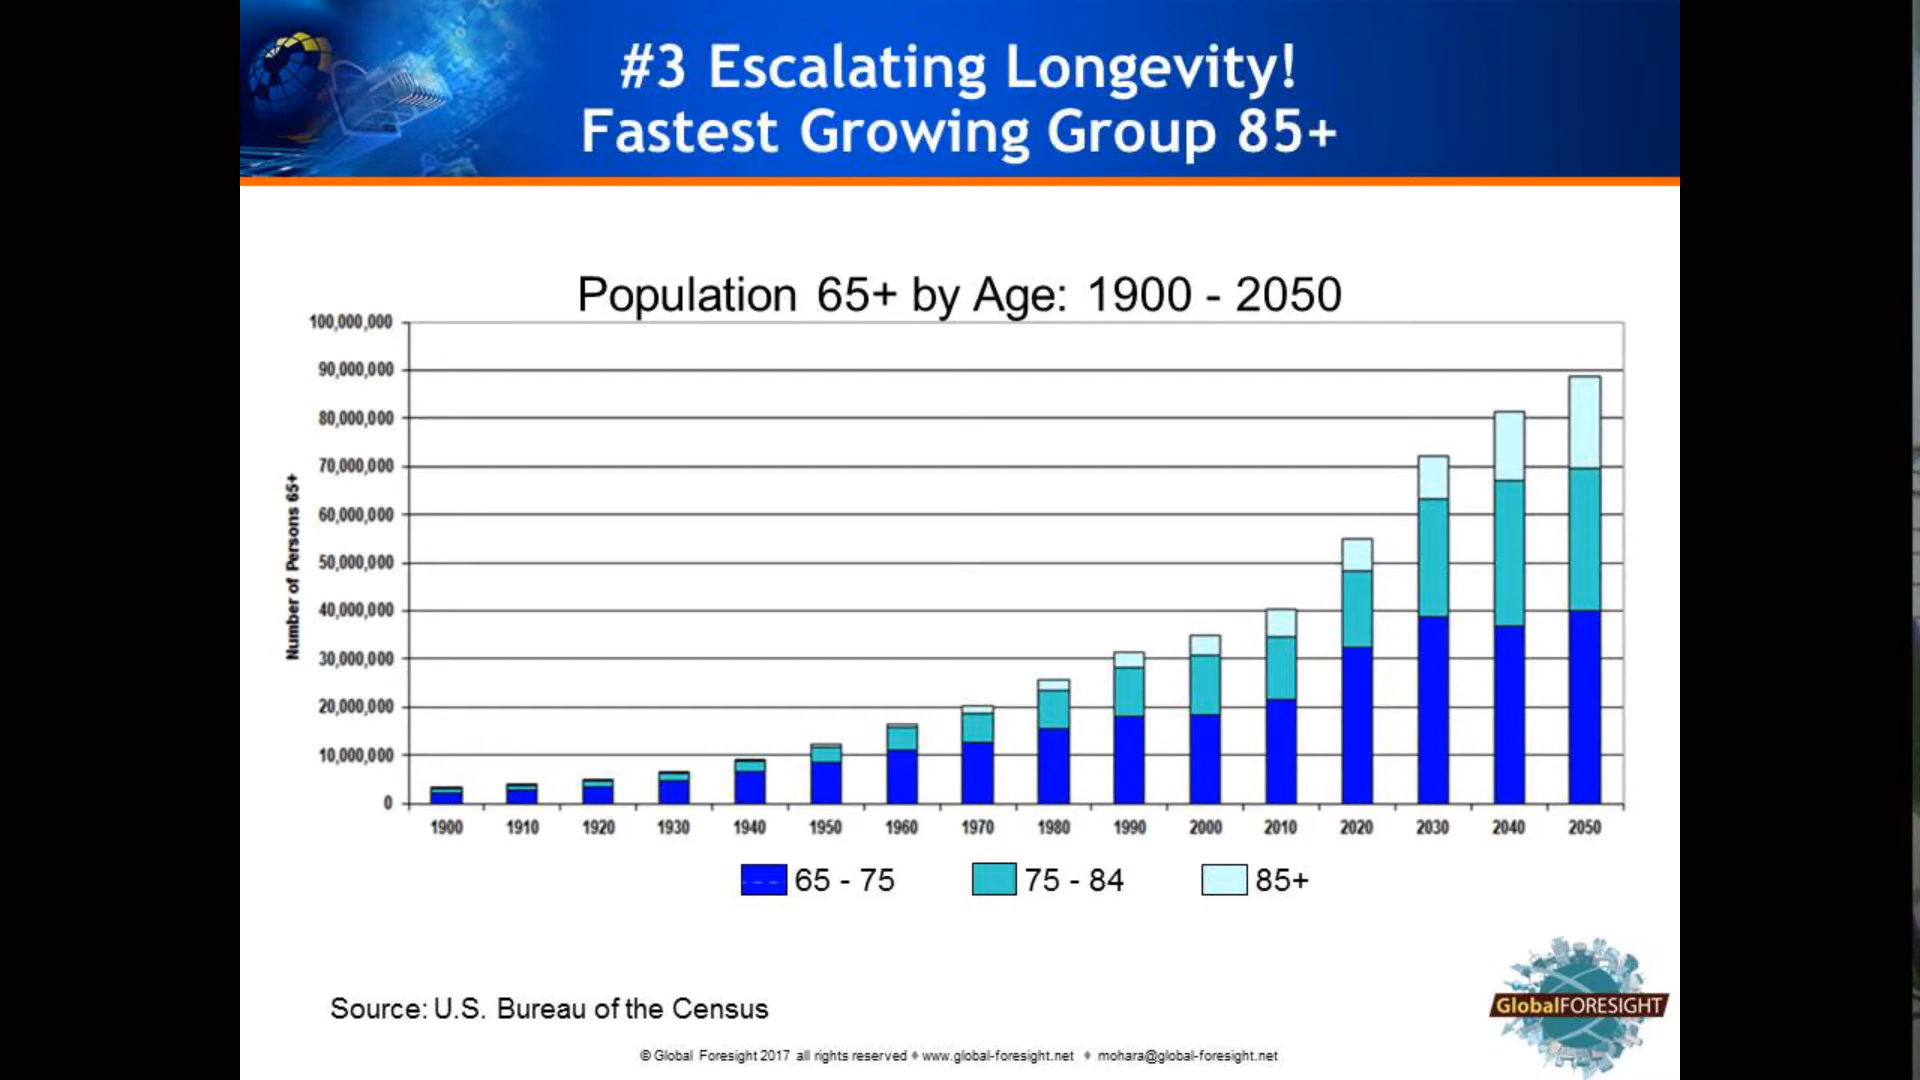 #3 Escalating Longevity!
Fastest Growing Group 85+
Population 65+ by Age: 1900 - 2050
100,000,000
90,000,000
80,000,000
70,000,000
60,000,000
50,000,000
40,000,000
30,000,000
20,000,000
10,000,000
0
Number of Persons 65+
1900 1910 1920 1930 1940 1950 1960 1970 1980 1990 2000 2010 2020 2030 2040 2050
65 - 75 75 - 84 85+
Source: U.S. Bureau of the Census
GlobalFORESIGHT
© Global Foresight 2017 all rights reserved ♦ www.global-foresight.net ♦ mohara@global-foresight.net